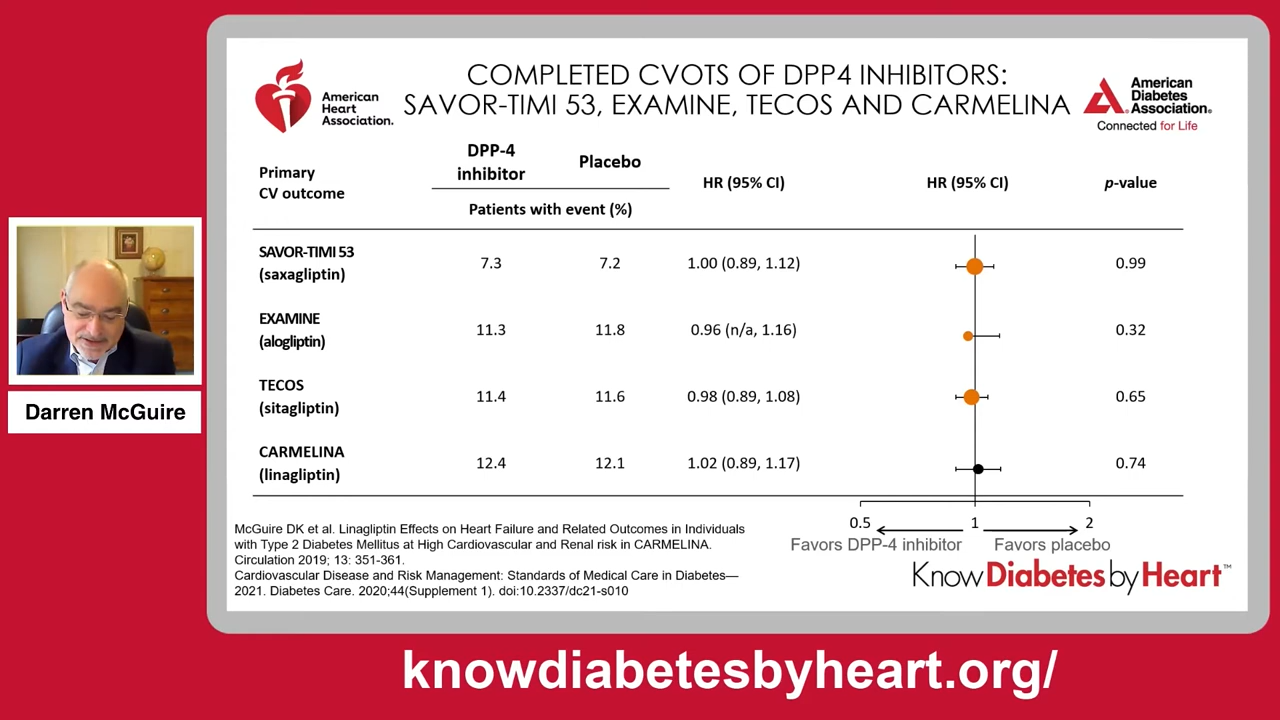 American
Heart
Association.
COMPLETED CVOTS OF DPP4 INHIBITORS:
SAVOR-TIMI 53, EXAMINE, TECOS AND CARMELINA
American
Diabetes
Association.
Connected for Life
Primary
CV outcome
DPP-4
inhibitor
Placebo
Patients with event (%)
HR (95% CI)
HR (95% CI)
p-value
SAVOR-TIMI 53
(saxagliptin)
7.3
7.2
1.00 (0.89, 1.12)
0.99
EXAMINE
(alogliptin)
11.3
11.8
0.96 (n/a, 1.16)
0.32
TECOS
(sitagliptin)
11.4
11.6
0.98 (0.89, 1.08)
0.65
CARMELINA
(linagliptin)
12.4
12.1
1.02 (0.89, 1.17)
0.74
0.5
1
2
Favors DPP-4 inhibitor
Favors placebo
McGuire DK et al. Linagliptin Effects on Heart Failure and Related Outcomes in Individuals
with Type 2 Diabetes Mellitus at High Cardiovascular and Renal risk in CARMELINA.
Circulation 2019; 13: 351-361.
Cardiovascular Disease and Risk Management: Standards of Medical Care in Diabetes—
2021. Diabetes Care. 2020;44(Supplement 1). doi:10.2337/dc21-s010
Know Diabetes by Heart™
Darren McGuire
knowdiabetesbyheart.org/